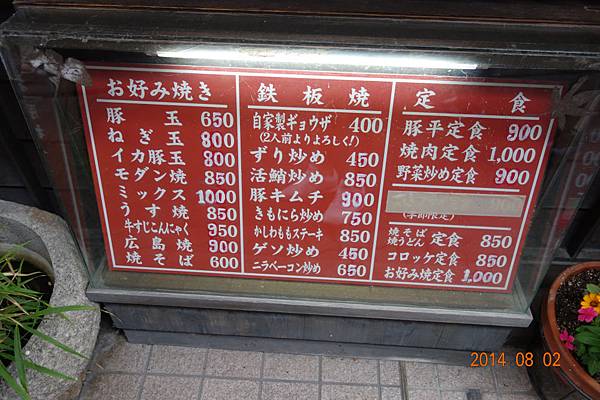 お好み焼き
豚玉 650
ねぎ玉 800
イカ豚玉 800
モダン焼 850
ミックス 1000
うす焼 850
牛すじこんにゃく 950
広島焼 900
焼そば 600
鉄板焼
自家製ギョウザ 400
(2人前よりよろしく!)
ずり炒め 450
活鮹炒め 850
豚キムチ 900
きもにら炒め 750
かしわももステーキ 850
ゲソ炒め 450
ニラベーコン炒め 650
定食
豚平定食 900
焼肉定食 1,000
野菜炒め定食 900
(季節限定)
焼そば
焼うどん 定食 850
コロッケ定食 850
お好み焼定食 1,000
2014 08 02